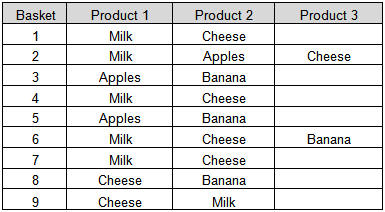 Basket Product 1 Product 2 Product 3
1 Milk Cheese
2 Milk Apples Cheese
3 Apples Banana
4 Milk Cheese
5 Apples Banana
6 Milk Cheese Banana
7 Milk Cheese
8 Cheese Banana
9 Cheese Milk